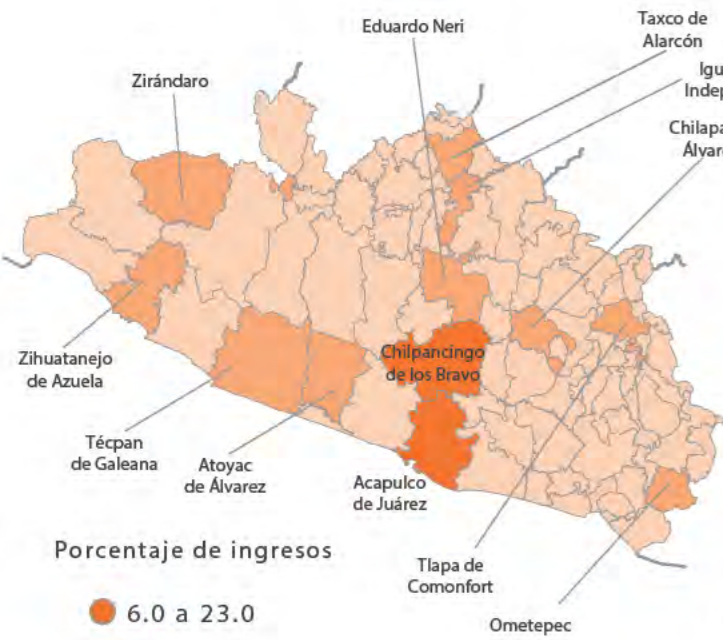 Eduardo Neri
Taxco de
Alarcón
Zirándaro
Chilpancingo
de los Bravo
Zihuatanejo
de Azuela
Técpan
de Galeana
Atoyac
de Álvarez
Acapulco
de Juárez
Tlapa de
Comonfort
Ometepec
Porcentaje de ingresos
6.0 a 23.0